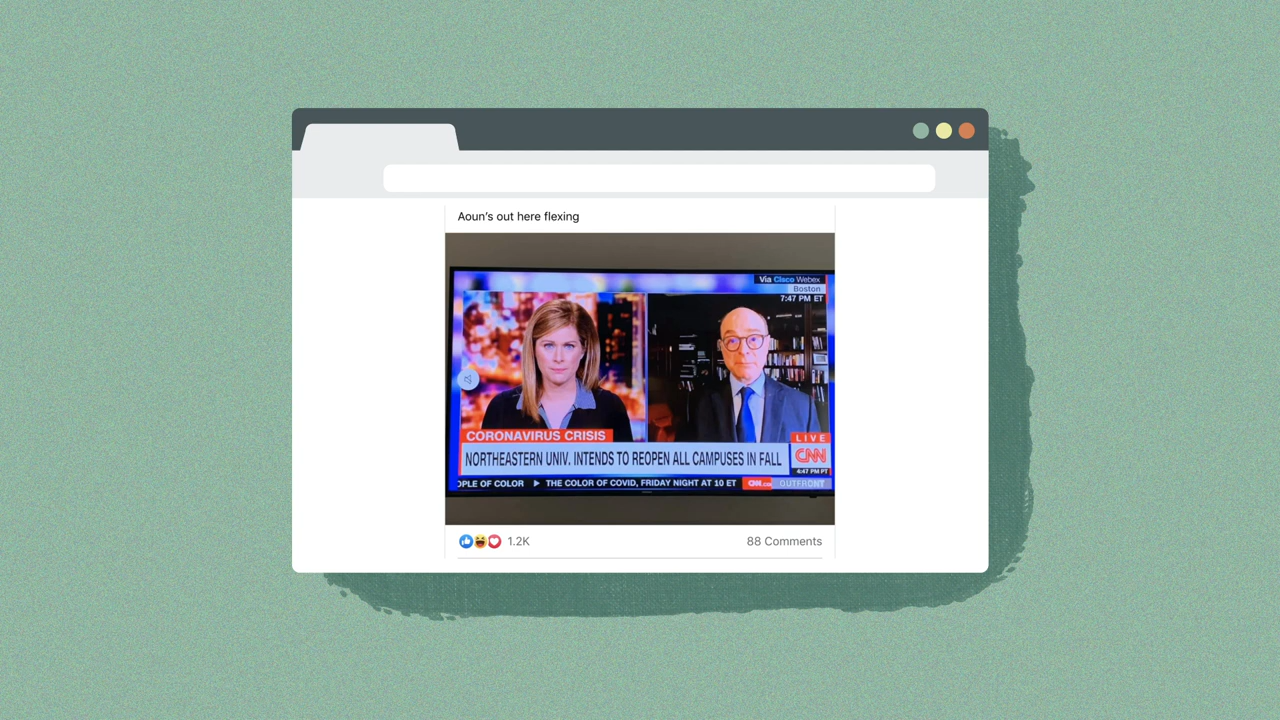 Aoun's out here flexing
Via Cisco Webex
Boston
7:47 PM ET
CORONAVIRUS CRISIS
LIVE
NORTHEASTERN UNIV. INTENDS TO REOPEN ALL CAMPUSES IN FALL
CNN
4:47 PM PT
OPLE OF COLOR ▶ THE COLOR OF COVID, FRIDAY NIGHT AT 10 ET
CNN.co
OUTFRONT
1.2K
88 Comments